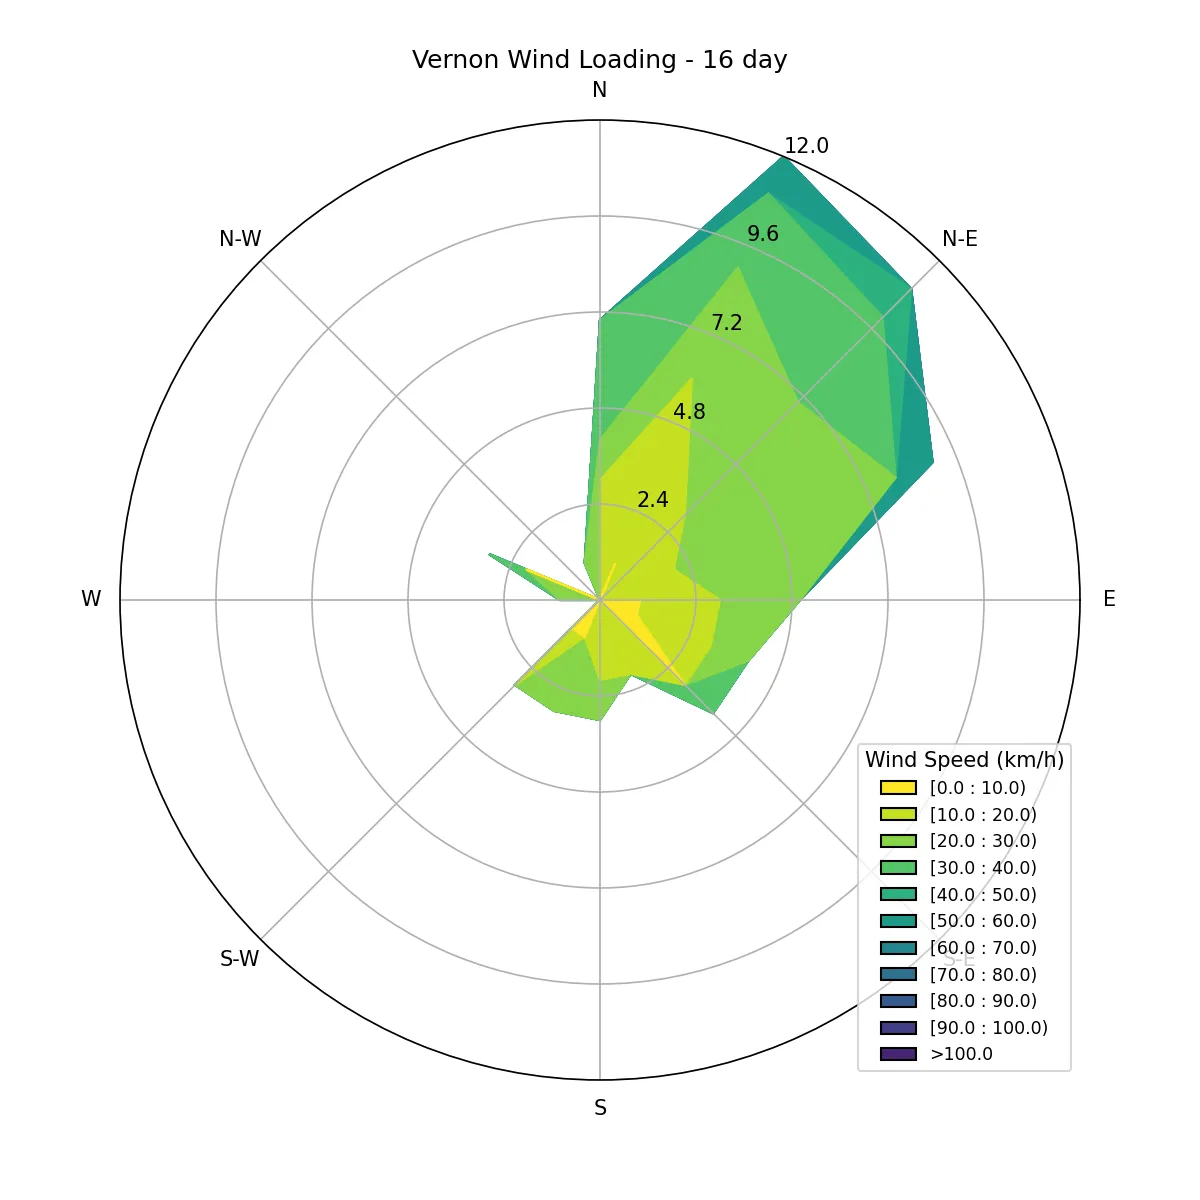 Vernon Wind Loading - 16 day
N
12.0
N-W
9.6
N-E
7.2
4.8
2.4
W
E
Wind Speed (km/h)
[0.0 : 10.0)
[10.0 : 20.0)
[20.0 : 30.0)
[30.0 : 40.0)
[40.0 : 50.0)
[50.0 : 60.0)
[60.0 : 70.0)
[70.0 : 80.0)
[80.0 : 90.0)
[90.0 : 100.0)
>100.0
S-W
S-E
S